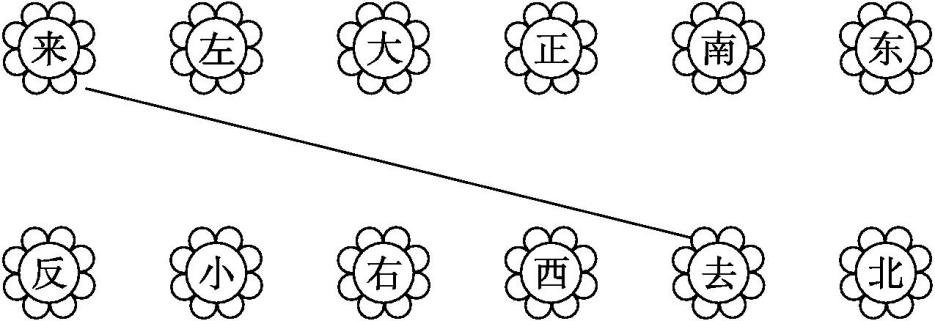 来 左 大 正 南 东
反 小 右 西 去 北